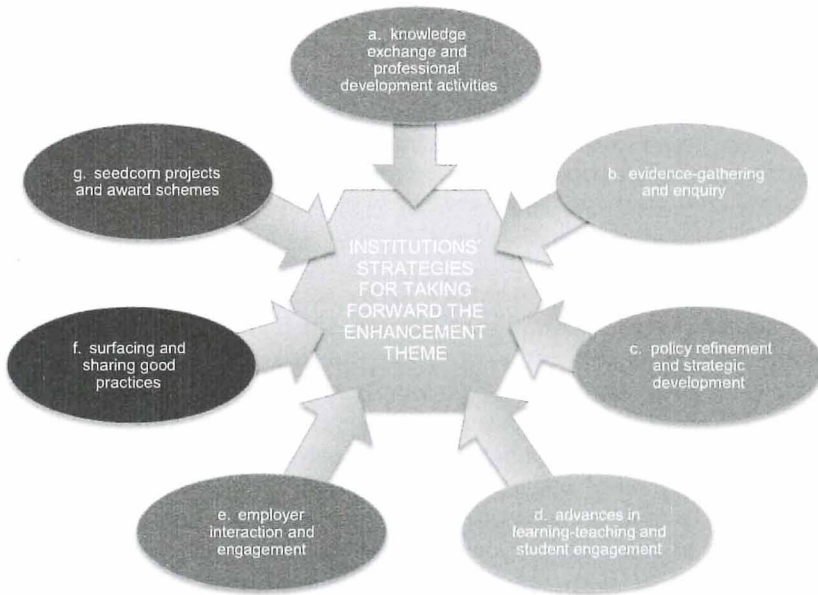 a. knowledge
exchange and
professional
development activities
b. evidence-gathering
and enquiry
c. policy refinement
and strategic
development
d. advances in
learning-teaching and
student engagement
e. employer
interaction and
engagement
f. surfacing and
sharing good
practices
g. seedcorn projects
and award schemes
INSTITUTIONS'
STRATEGIES
FOR TAKING
FORWARD THE
ENHANCEMENT
THEME